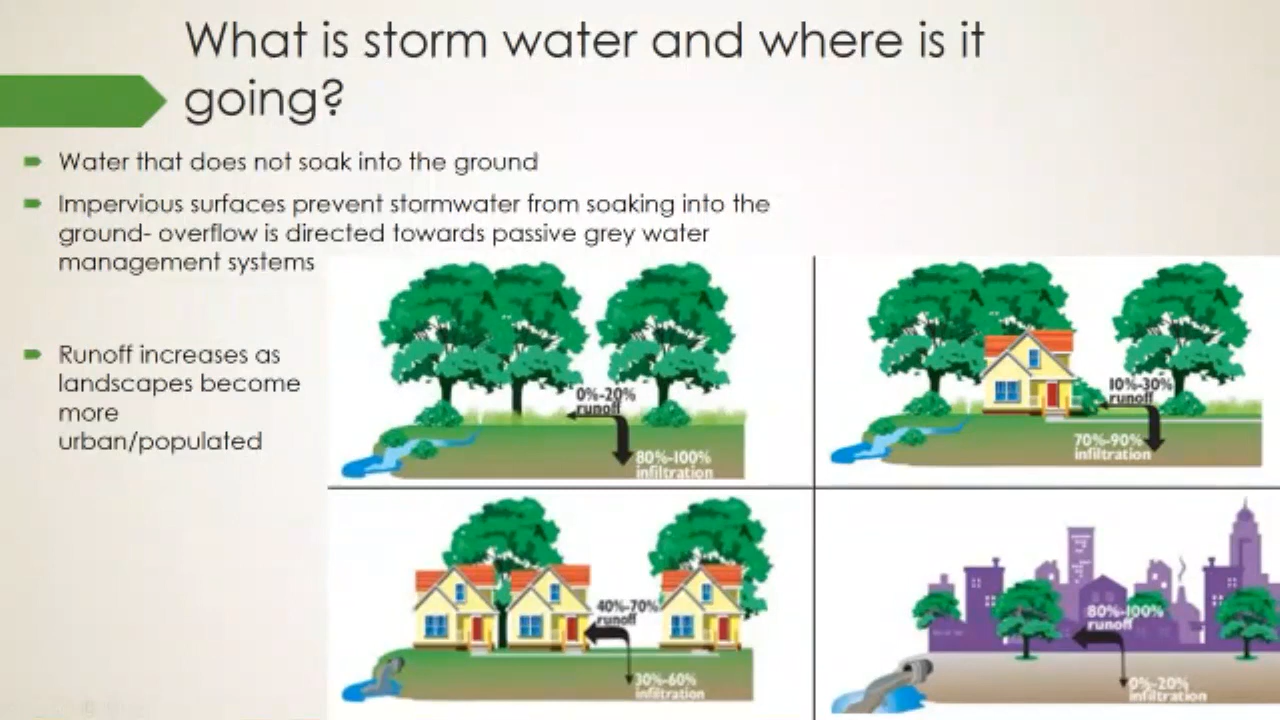 What is storm water and where is it
going?
Water that does not soak into the ground
Impervious surfaces prevent stormwater from soaking into the
ground- overflow is directed towards passive grey water
management systems
Runoff increases as
landscapes become
more
urban/populated
0%-20%
runoff
80%-100%
infiltration
10%-30%
runoff
70%-90%
infiltration
40%-70%
runoff
30%-60%
infiltration
80%-100%
runoff
0%-20%
infiltration